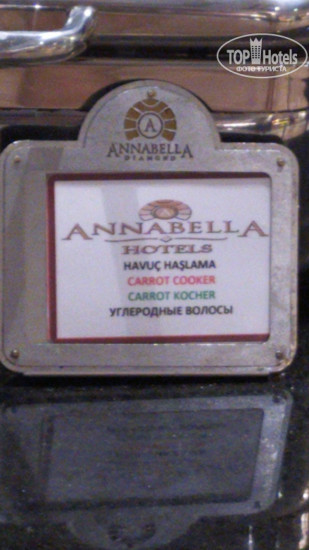 TOP Hotels
ФОТО ТУРИСТА
ANNABELLA
DIAMOND
ANNABELLA
HOTELS
HAVUÇ HAŞLAMA
CARROT COOKER
CARROT KOCHER
УГЛЕРОДНЫЕ ВОЛОСЫ